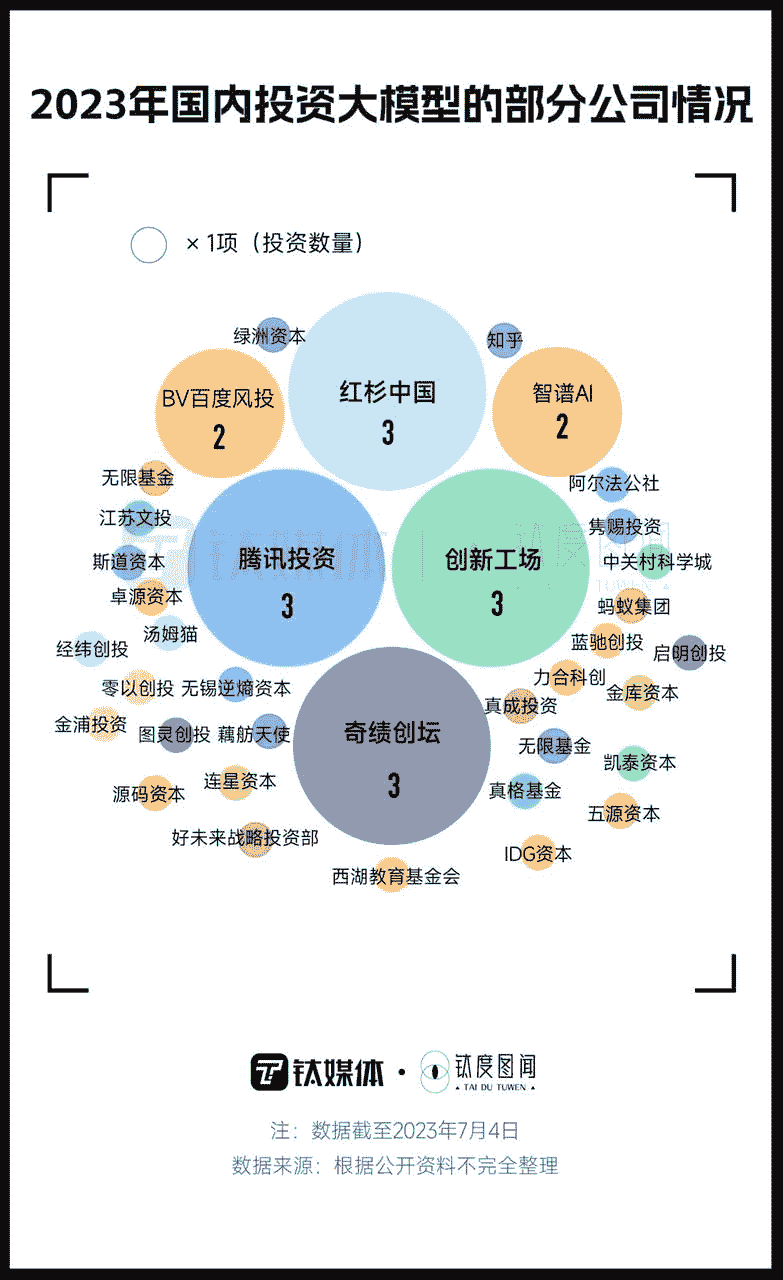 2023年国内投资大模型的部分公司情况
× 1项（投资数量）
绿洲资本
知乎
BV百度风投
2
红杉中国
3
智谱AI
2
无限基金
阿尔法公社
江苏文投
隽赐投资
斯道资本
腾讯投资
3
创新工场
3
中关村科学城
卓源资本
蚂蚁集团
汤姆猫
经纬创投
蓝驰创投
启明创投
力合科创
零以创投
无锡逆熵资本
金库资本
真成投资
金浦投资
图灵创投
藕舫天使
奇绩创坛
3
无限基金
凯泰资本
连星资本
源码资本
真格基金
五源资本
好未来战略投资部
IDG资本
西湖教育基金会
钛媒体
钛度图闻
TAI DU TUWEN
钛媒体·钛度图闻
TAI DU TUWEN
注：数据截至2023年7月4日
数据来源：根据公开资料不完全整理